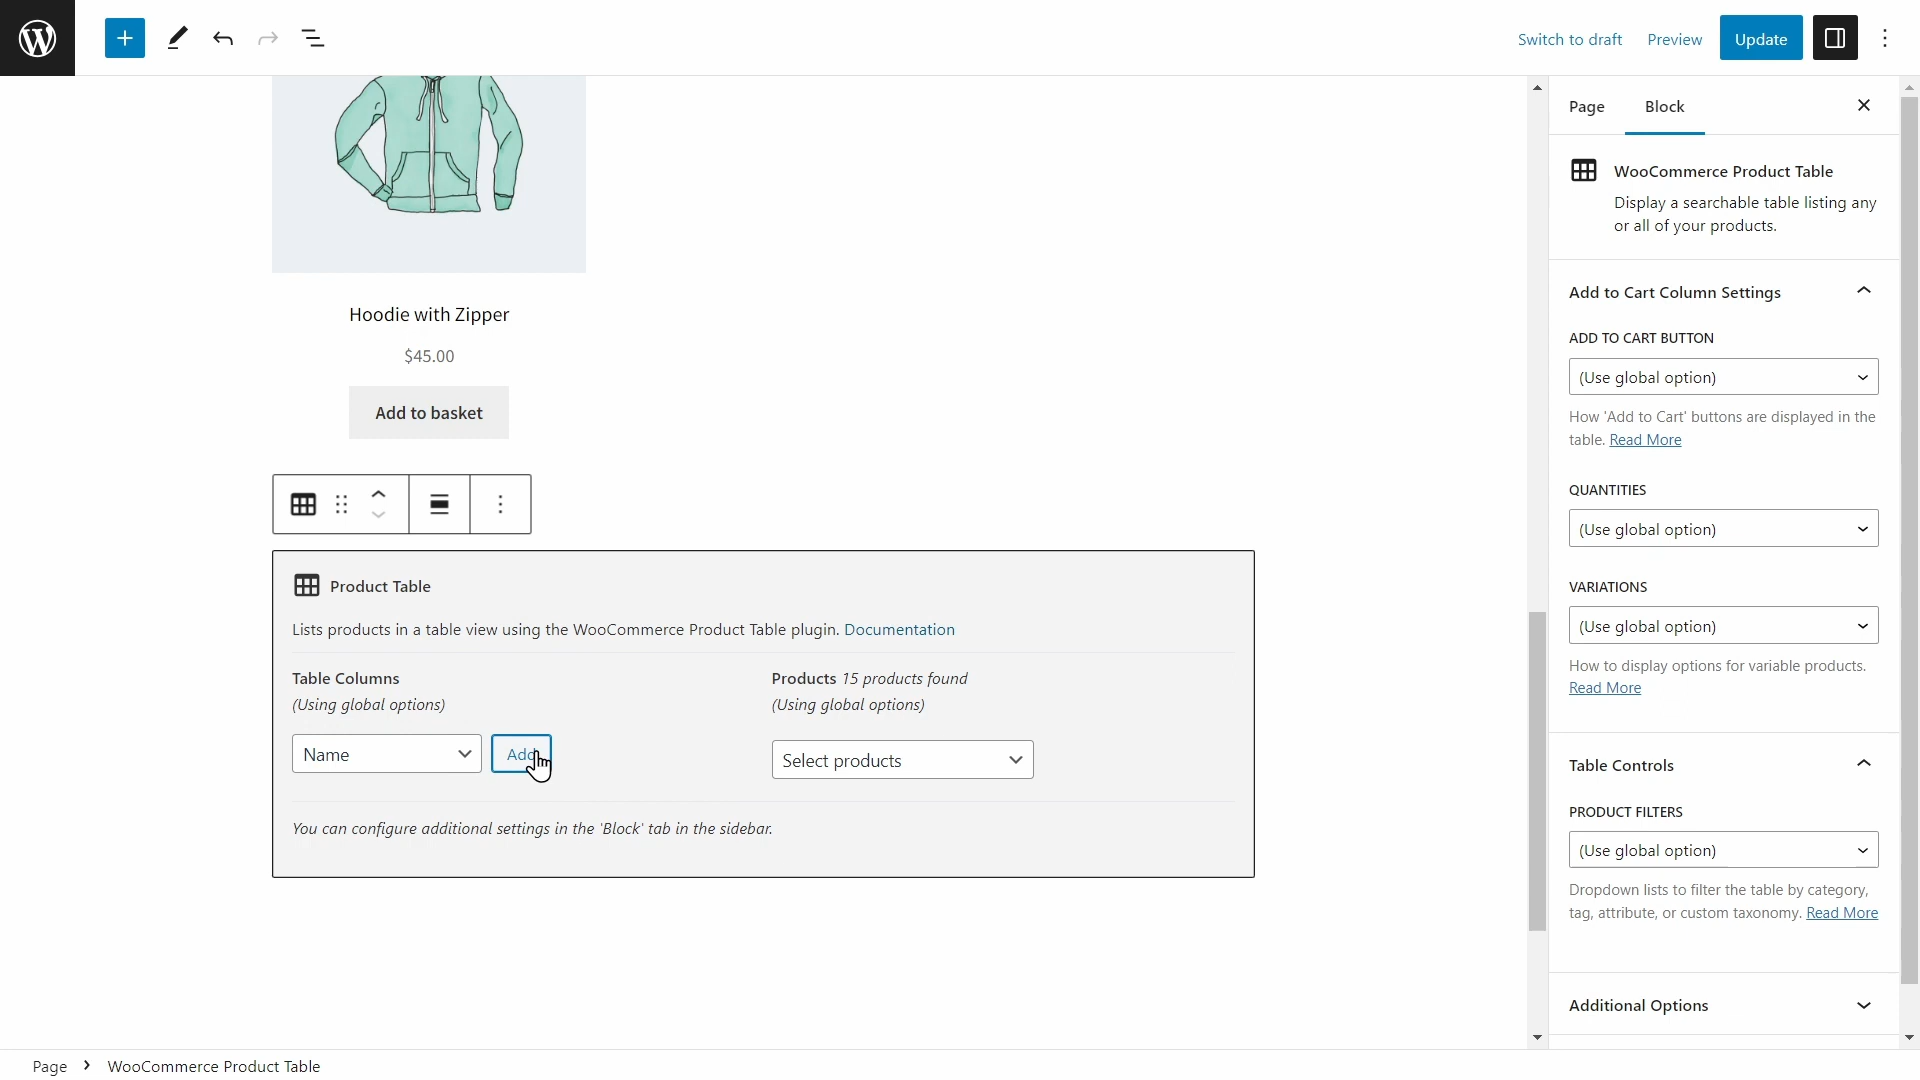 Switch to draft
Preview
Update
Page
Block
WooCommerce Product Table
Display a searchable table listing any
or all of your products.
Add to Cart Column Settings
ADD TO CART BUTTON
(Use global option)
How 'Add to Cart' buttons are displayed in the
table. Read More
QUANTITIES
(Use global option)
VARIATIONS
(Use global option)
How to display options for variable products.
Read More
Table Controls
PRODUCT FILTERS
(Use global option)
Dropdown lists to filter the table by category,
tag, attribute, or custom taxonomy. Read More
Additional Options
Hoodie with Zipper
$45.00
Add to basket
Product Table
Lists products in a table view using the WooCommerce Product Table plugin. Documentation
Table Columns
(Using global options)
Name
Add
Products 15 products found
(Using global options)
Select products
You can configure additional settings in the 'Block' tab in the sidebar.
Page
WooCommerce Product Table